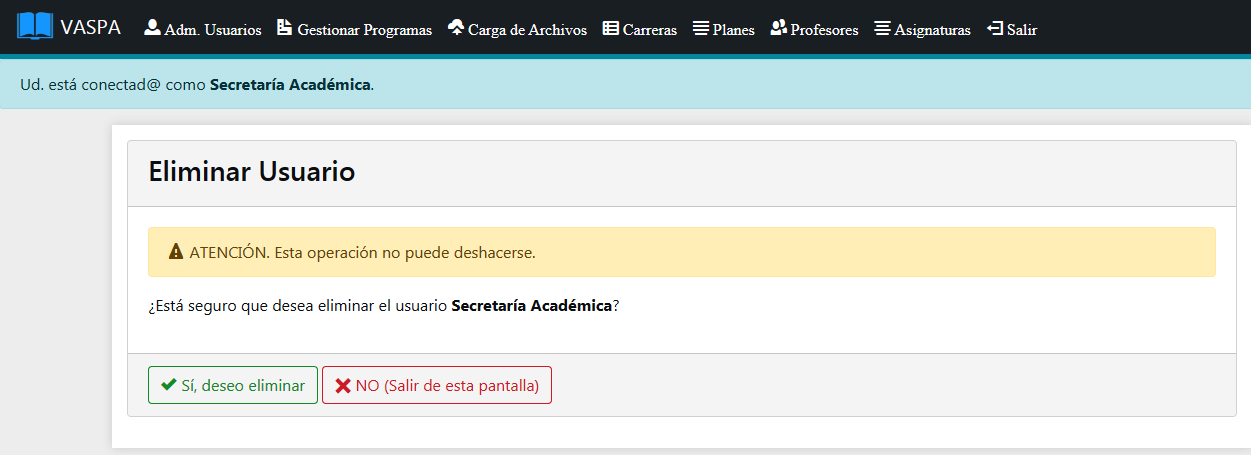 VASPA Adm. Usuarios Gestionar Programas Carga de Archivos Carreras Planes Profesores Asignaturas Salir
Ud. está conectad@ como Secretaría Académica.
Eliminar Usuario
ATENCIÓN. Esta operación no puede deshacerse.
¿Está seguro que desea eliminar el usuario Secretaría Académica?
Sí, deseo eliminar NO (Salir de esta pantalla)